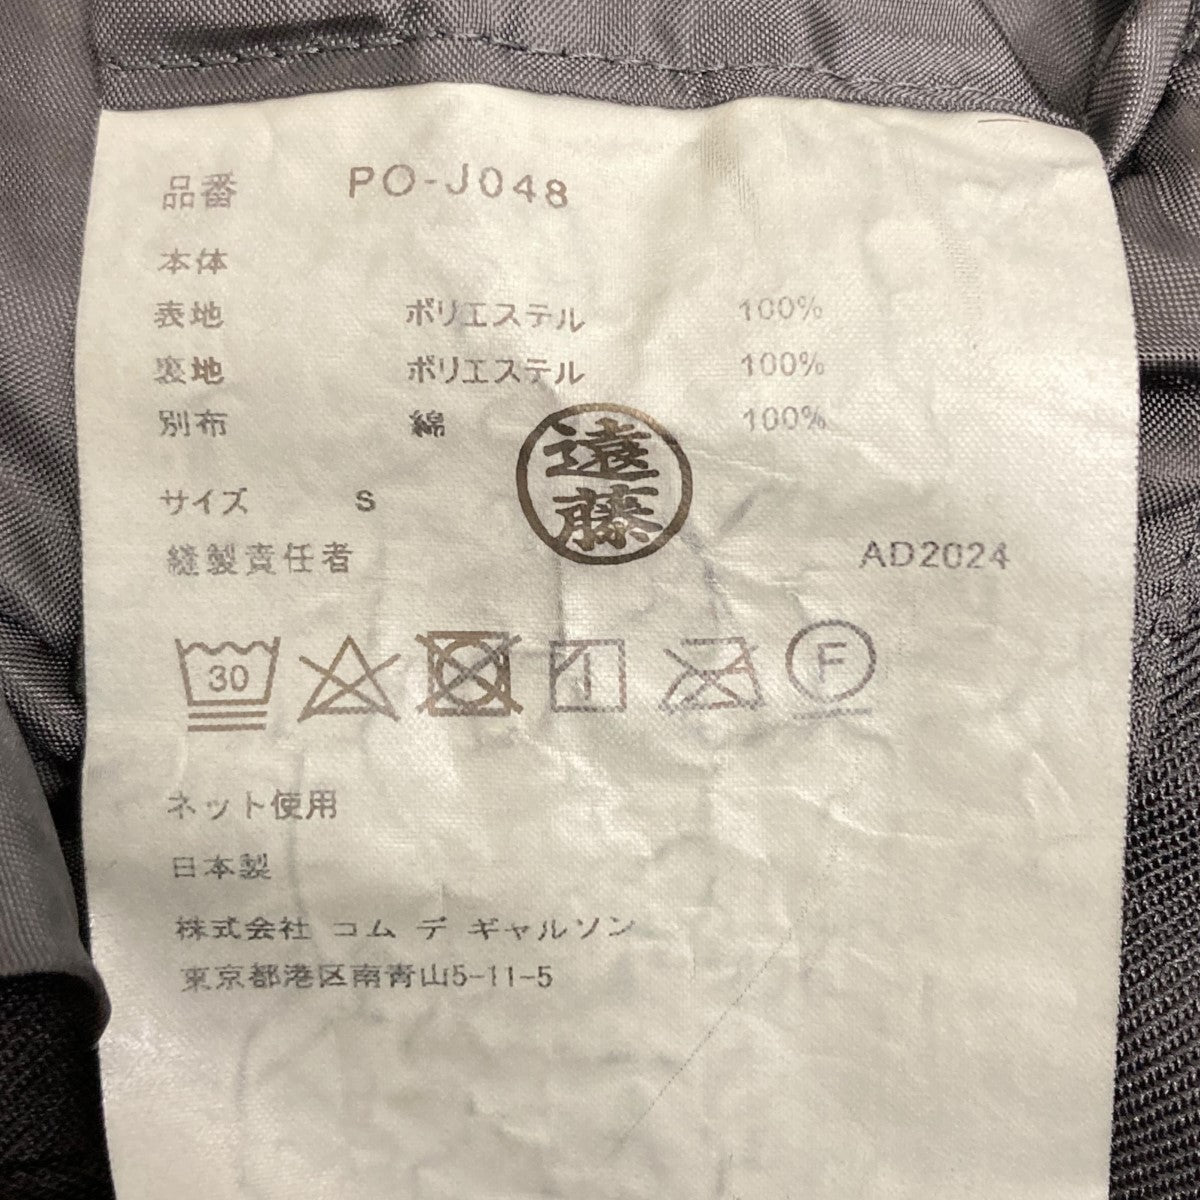 品番 PO-J048
本体
表地 ポリエステル 100%
裏地 ポリエステル 100%
別布 綿 100%
サイズ S
遠藤
縫製責任者 AD2024
30 F
ネット使用
日本製
株式会社 コム デ ギャルソン
東京都港区南青山5-11-5